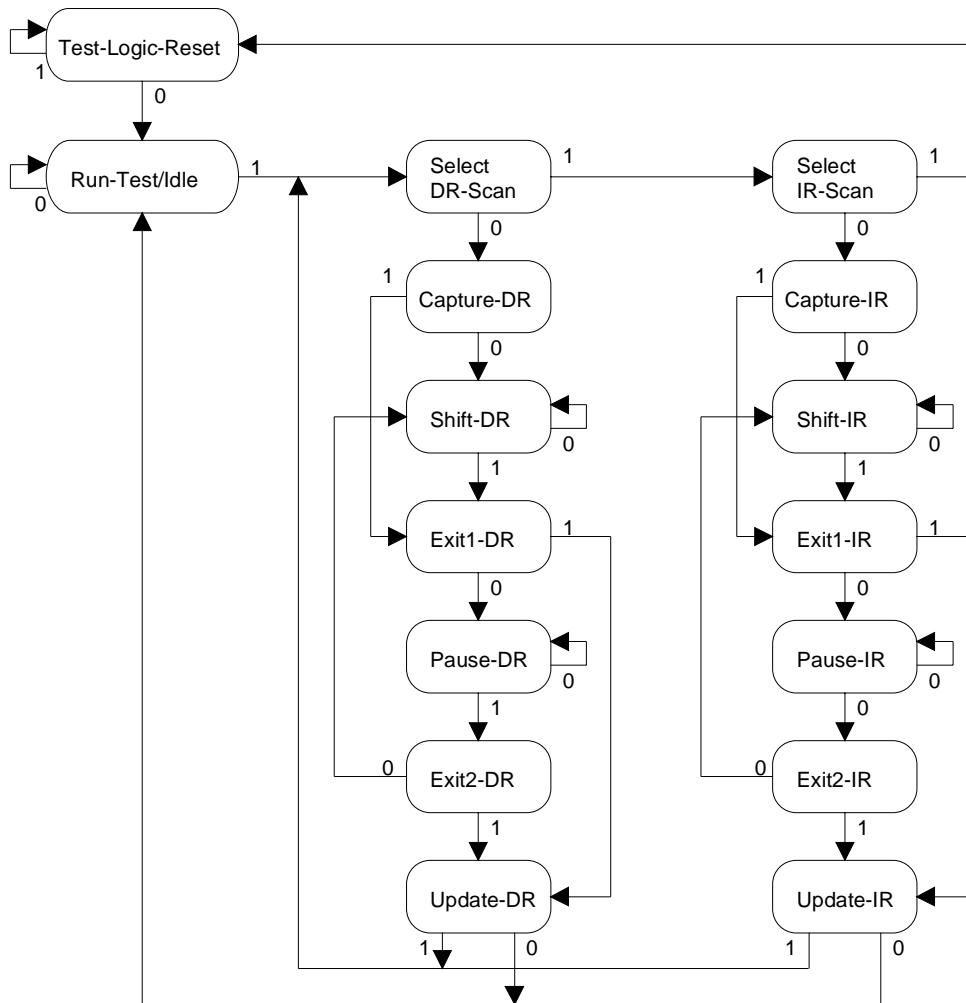 Test-Logic-Reset
1
0
Run-Test/Idle
0
1
Select
DR-Scan
1
0
Select
IR-Scan
1
0
1
Capture-DR
0
1
Capture-IR
0
Shift-DR
0
1
Shift-IR
0
1
Exit1-DR
1
0
Exit1-IR
1
0
Pause-DR
0
1
Pause-IR
0
0
0
Exit2-DR
1
0
Exit2-IR
1
Update-DR
1
0
Update-IR
1
0